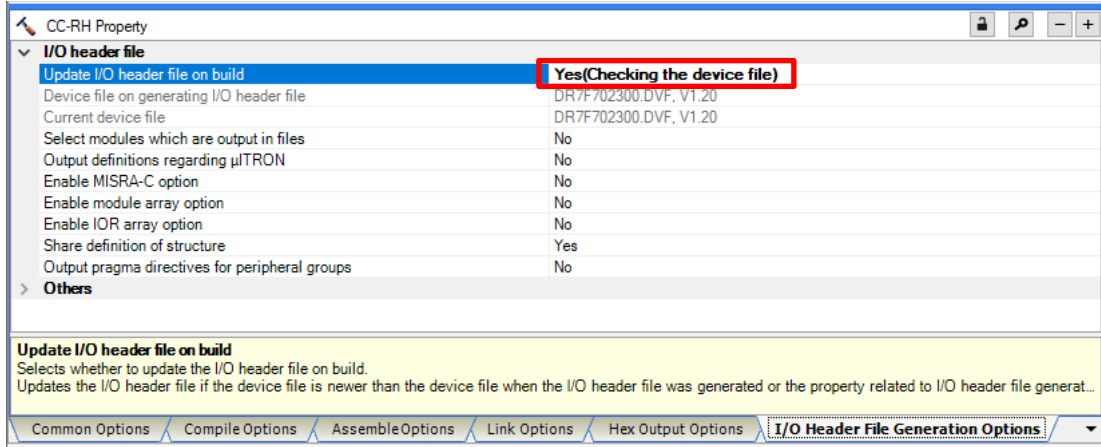 CC-RH Property
I/O header file
Update I/O header file on build Yes(Checking the device file)
Device file on generating I/O header file DR7F702300.DVF, V1.20
Current device file DR7F702300.DVF, V1.20
Select modules which are output in files No
Output definitions regarding µITRON No
Enable MISRA-C option No
Enable module array option No
Enable IOR array option No
Share definition of structure Yes
Output pragma directives for peripheral groups No
Others
Update I/O header file on build
Selects whether to update the I/O header file on build.
Updates the I/O header file if the device file is newer than the device file when the I/O header file was generated or the property related to I/O header file generat...
Common Options Compile Options Assemble Options Link Options Hex Output Options I/O Header File Generation Options